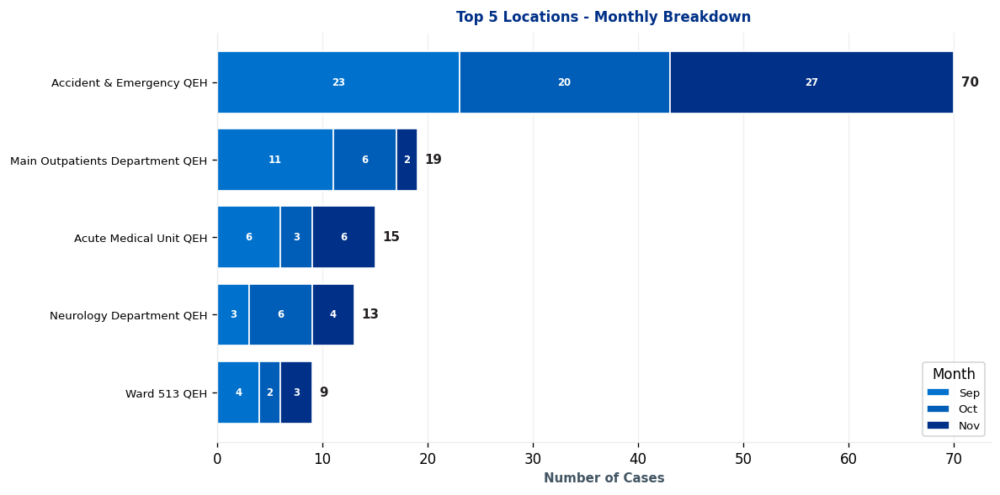 Top 5 Locations - Monthly Breakdown
Accident & Emergency QEH 23 20 27 70
Main Outpatients Department QEH 11 6 2 19
Acute Medical Unit QEH 6 3 6 15
Neurology Department QEH 3 6 4 13
Ward 513 QEH 4 2 3 9
Month
Sep
Oct
Nov
0 10 20 30 40 50 60 70
Number of Cases